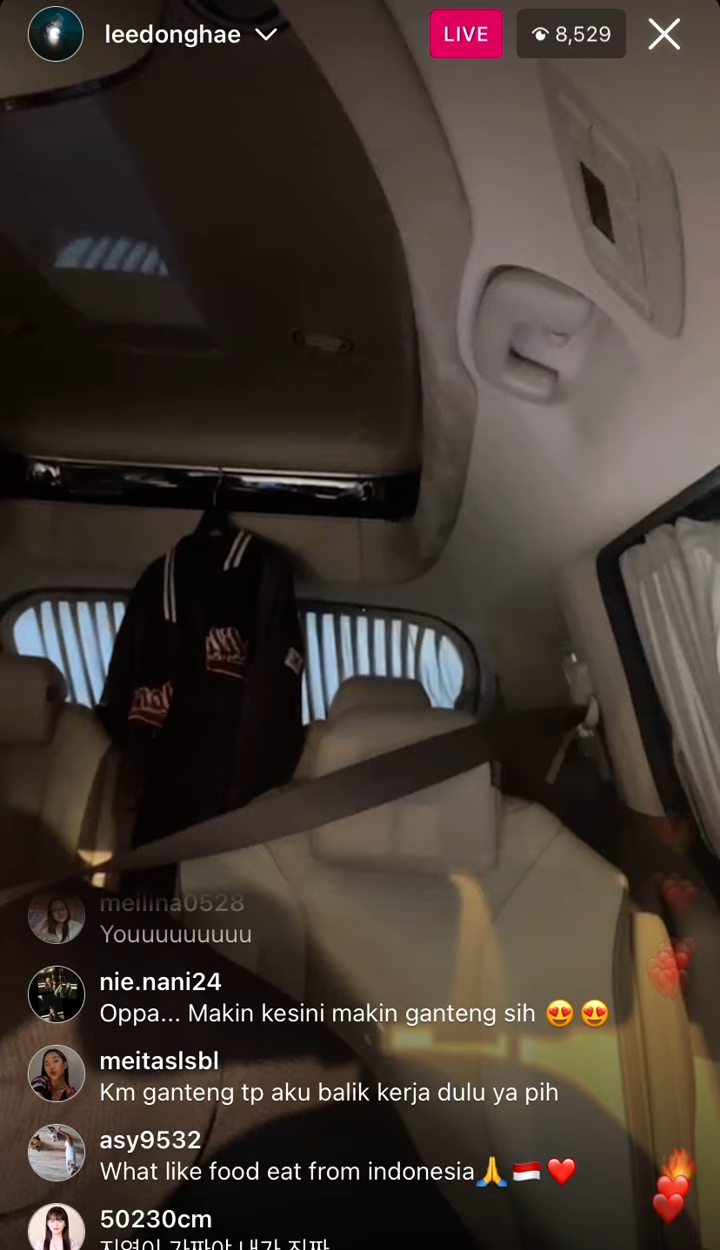 leedonghae
LIVE
8,529
meilina0528
Youuuuuuuuu
nie.nani24
Oppa... Makin kesini makin ganteng sih 😍😍
meitaslsbl
Km ganteng tp aku balik kerja dulu ya pih
asy9532
What like food eat from indonesia🙏🇮🇩❤️
50230cm